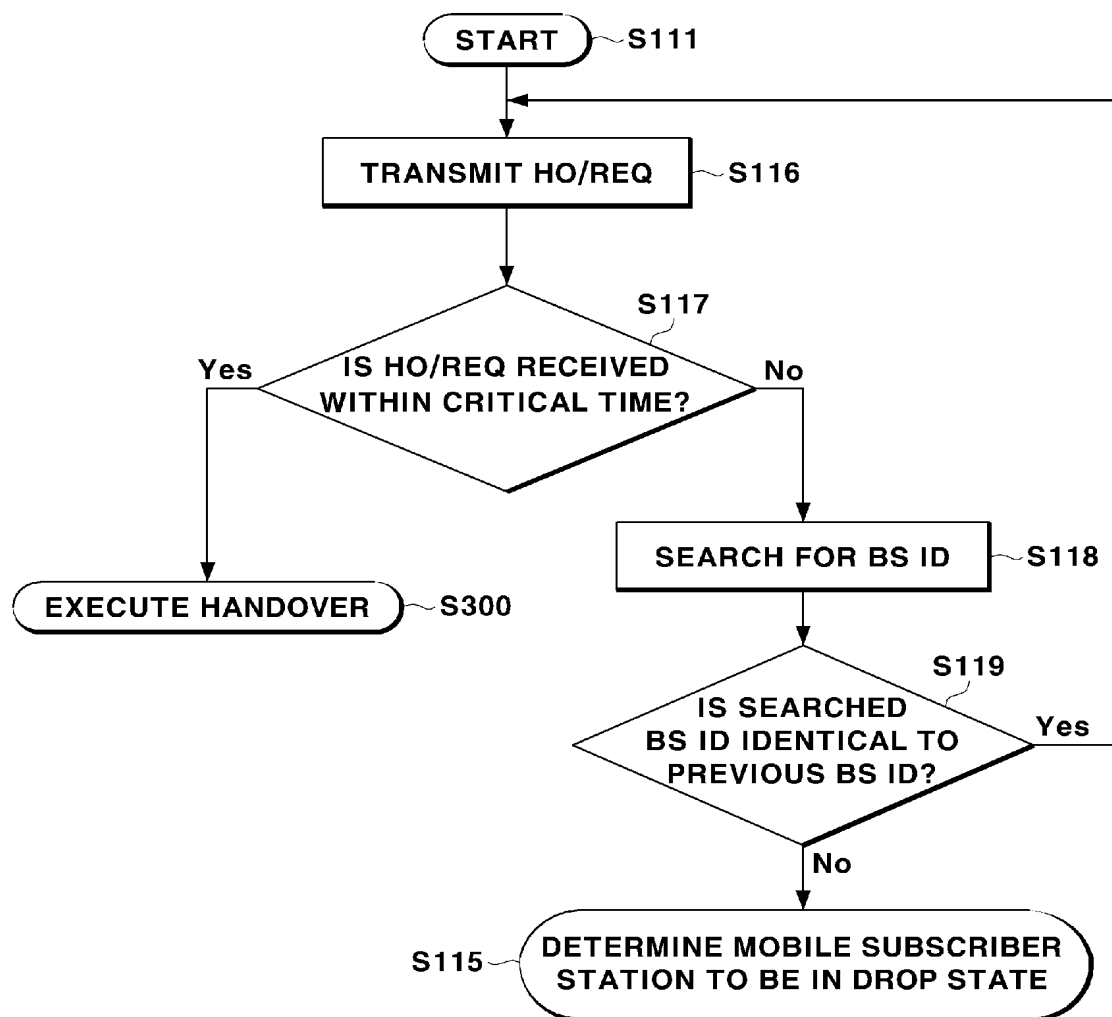 START
S111
TRANSMIT HO/REQ
S116
S117
IS HO/REQ RECEIVED
WITHIN CRITICAL TIME?
Yes
No
SEARCH FOR BS ID
S118
EXECUTE HANDOVER
S300
S119
IS SEARCHED
BS ID IDENTICAL TO
PREVIOUS BS ID?
Yes
No
S115
DETERMINE MOBILE SUBSCRIBER
STATION TO BE IN DROP STATE